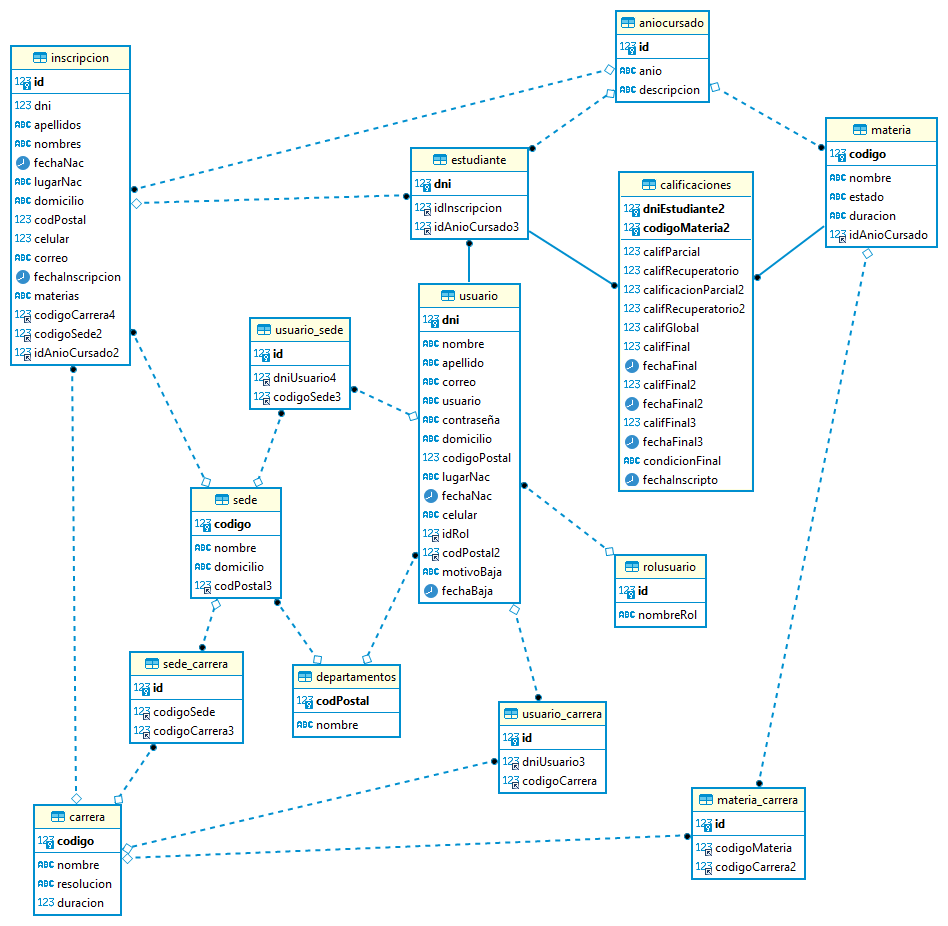 aniocursado
123 id
ABC anio
ABC descripcion
inscripcion
123 id
123 dni
ABC apellidos
ABC nombres
fechaNac
ABC lugarNac
ABC domicilio
123 codPostal
123 celular
ABC correo
fechaInscripcion
ABC materias
123 codigoCarrera4
123 codigoSede2
123 idAnioCursado2
estudiante
123 dni
123 idInscripcion
123 idAnioCursado3
materia
123 codigo
ABC nombre
ABC estado
ABC duracion
123 idAnioCursado
calificaciones
123 dniEstudiante2
123 codigoMateria2
123 califParcial
123 califRecuperatorio
123 calificacionParcial2
123 califRecuperatorio2
123 califGlobal
123 califFinal
fechaFinal
123 califFinal2
fechaFinal2
123 califFinal3
fechaFinal3
ABC condicionFinal
fechaInscripto
usuario
123 dni
ABC nombre
ABC apellido
ABC correo
ABC usuario
ABC contraseña
ABC domicilio
123 codigoPostal
ABC lugarNac
fechaNac
ABC celular
123 idRol
123 codPostal2
ABC motivoBaja
fechaBaja
usuario_sede
123 id
123 dniUsuario4
123 codigoSede3
sede
123 codigo
ABC nombre
ABC domicilio
123 codPostal3
rolusuario
123 id
ABC nombreRol
sede_carrera
123 id
123 codigoSede
123 codigoCarrera3
departamentos
123 codPostal
ABC nombre
usuario_carrera
123 id
123 dniUsuario3
123 codigoCarrera
carrera
123 codigo
ABC nombre
ABC resolucion
123 duracion
materia_carrera
123 id
123 codigoMateria
123 codigoCarrera2